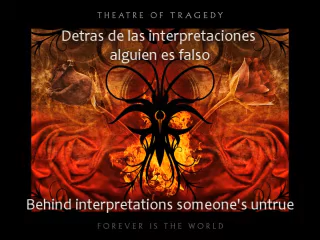 THEATRE OF TRAGEDY
Detras de las interpretaciones
alguien es falso
Behind interpretations someone's untrue
FOREVER IS THE WORLD